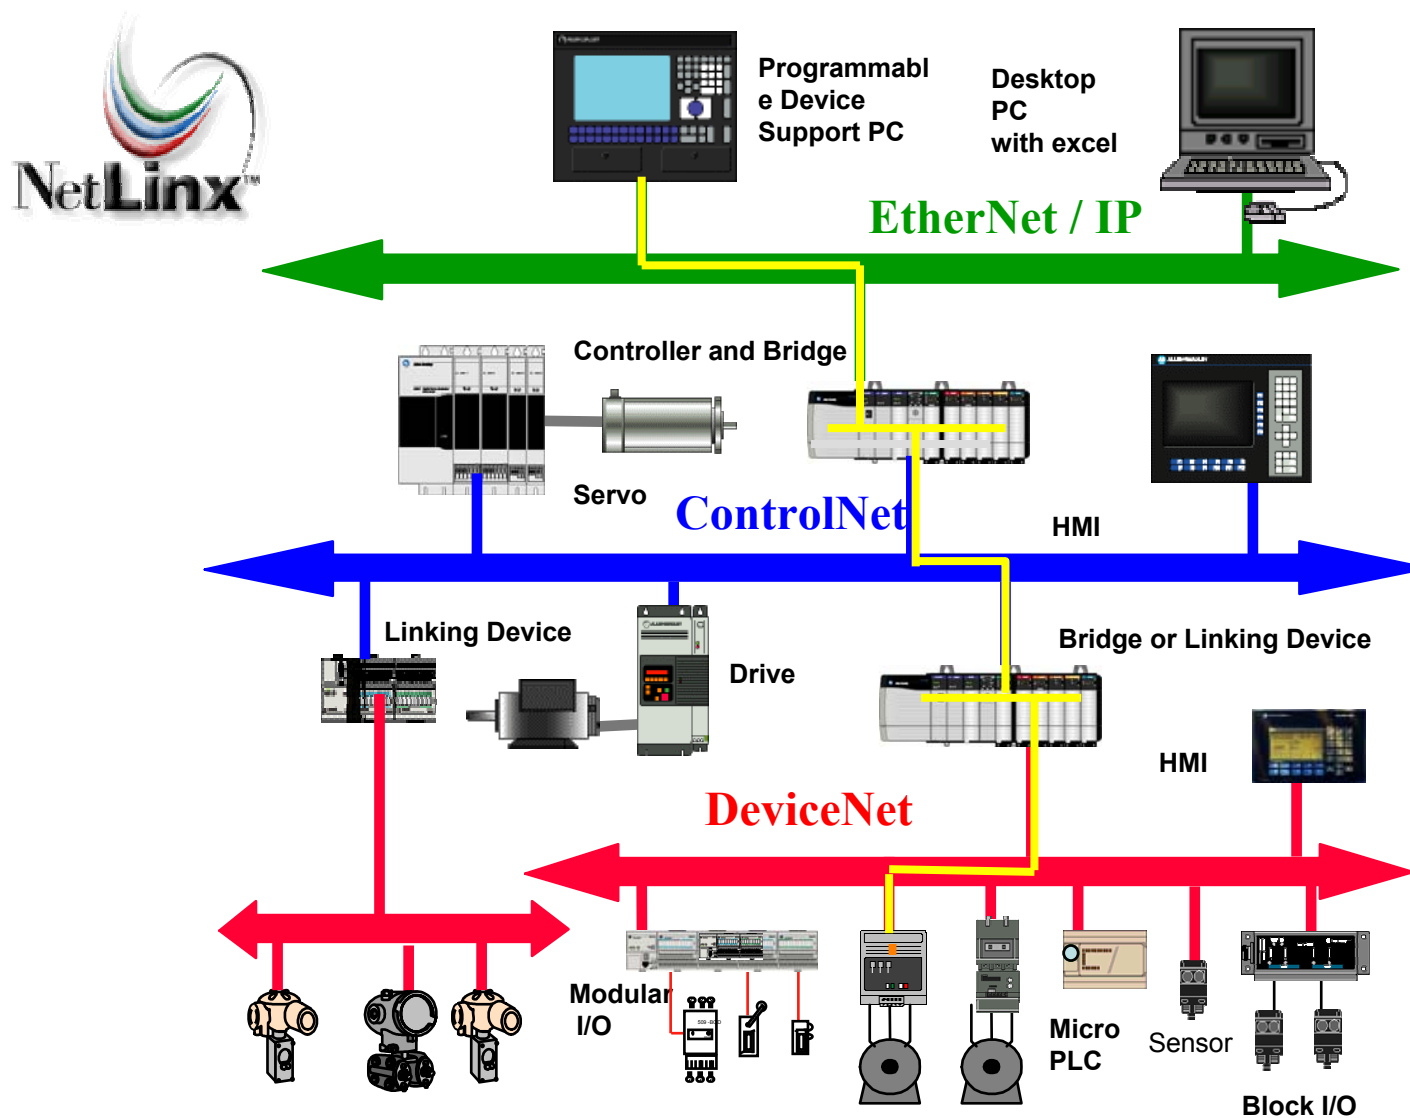 NetLinx™
Programmabl
e Device
Support PC
Desktop
PC
with excel
EtherNet / IP
Controller and Bridge
Servo
ControlNet
HMI
Linking Device
Drive
Bridge or Linking Device
HMI
DeviceNet
Modular
I/O
Micro
PLC
Sensor
Block I/O